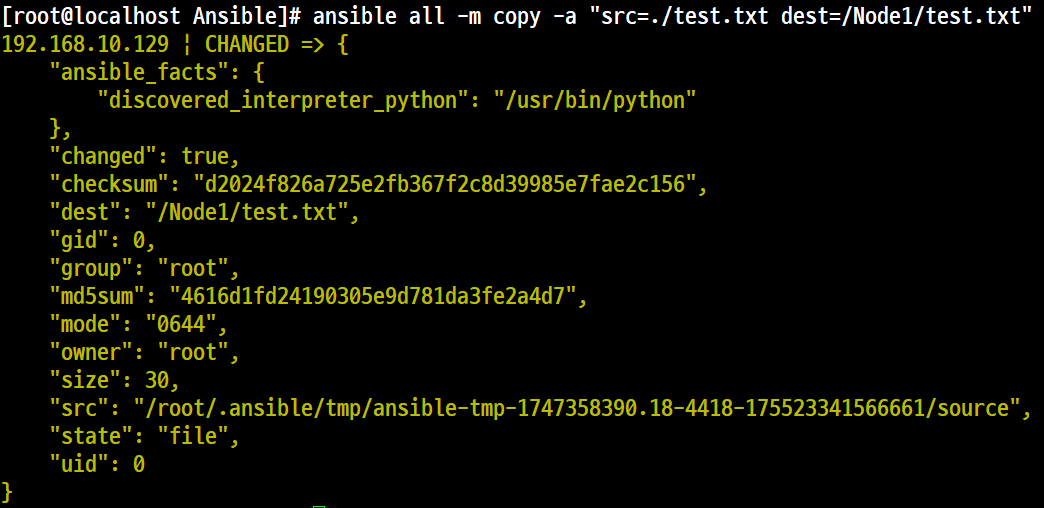 [root@localhost Ansible]# ansible all -m copy -a "src=./test.txt dest=/Node1/test.txt"
192.168.10.129 | CHANGED => {
    "ansible_facts": {
        "discovered_interpreter_python": "/usr/bin/python"
    },
    "changed": true,
    "checksum": "d2024f826a725e2fb367f2c8d39985e7fae2c156",
    "dest": "/Node1/test.txt",
    "gid": 0,
    "group": "root",
    "md5sum": "4616d1fd24190305e9d781da3fe2a4d7",
    "mode": "0644",
    "owner": "root",
    "size": 30,
    "src": "/root/.ansible/tmp/ansible-tmp-1747358390.18-4418-175523341566661/source",
    "state": "file",
    "uid": 0
}